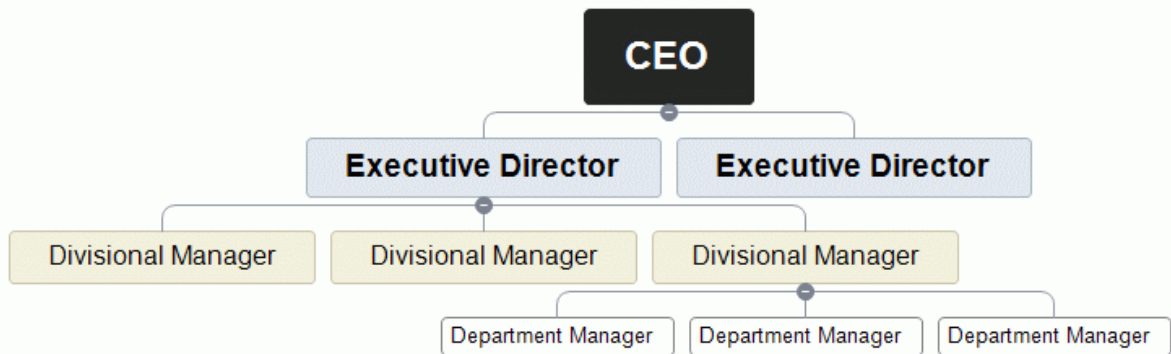 CEO
Executive Director
Executive Director
Divisional Manager
Divisional Manager
Divisional Manager
Department Manager
Department Manager
Department Manager